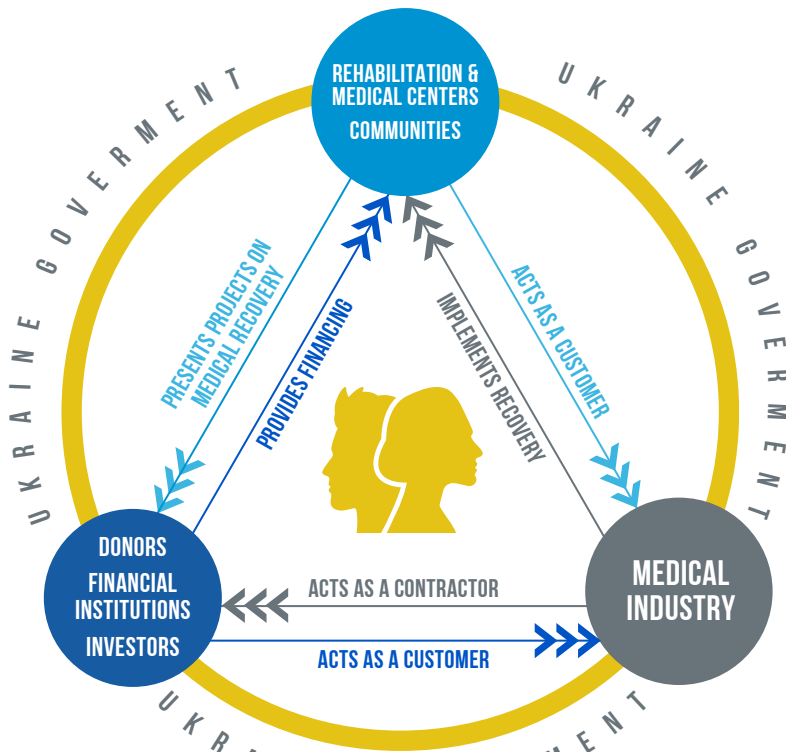 UKRAINE GOVERMENT
UKRAINE GOVERMENT
REHABILITATION &
MEDICAL CENTERS
COMMUNITIES
PRESENTS PROJECTS ON
MEDICAL RECOVERY
PROVIDES FINANCING
IMPLEMENTS RECOVERY
ACTS AS A CUSTOMER
DONORS
FINANCIAL
INSTITUTIONS
INVESTORS
ACTS AS A CONTRACTOR
ACTS AS A CUSTOMER
MEDICAL
INDUSTRY